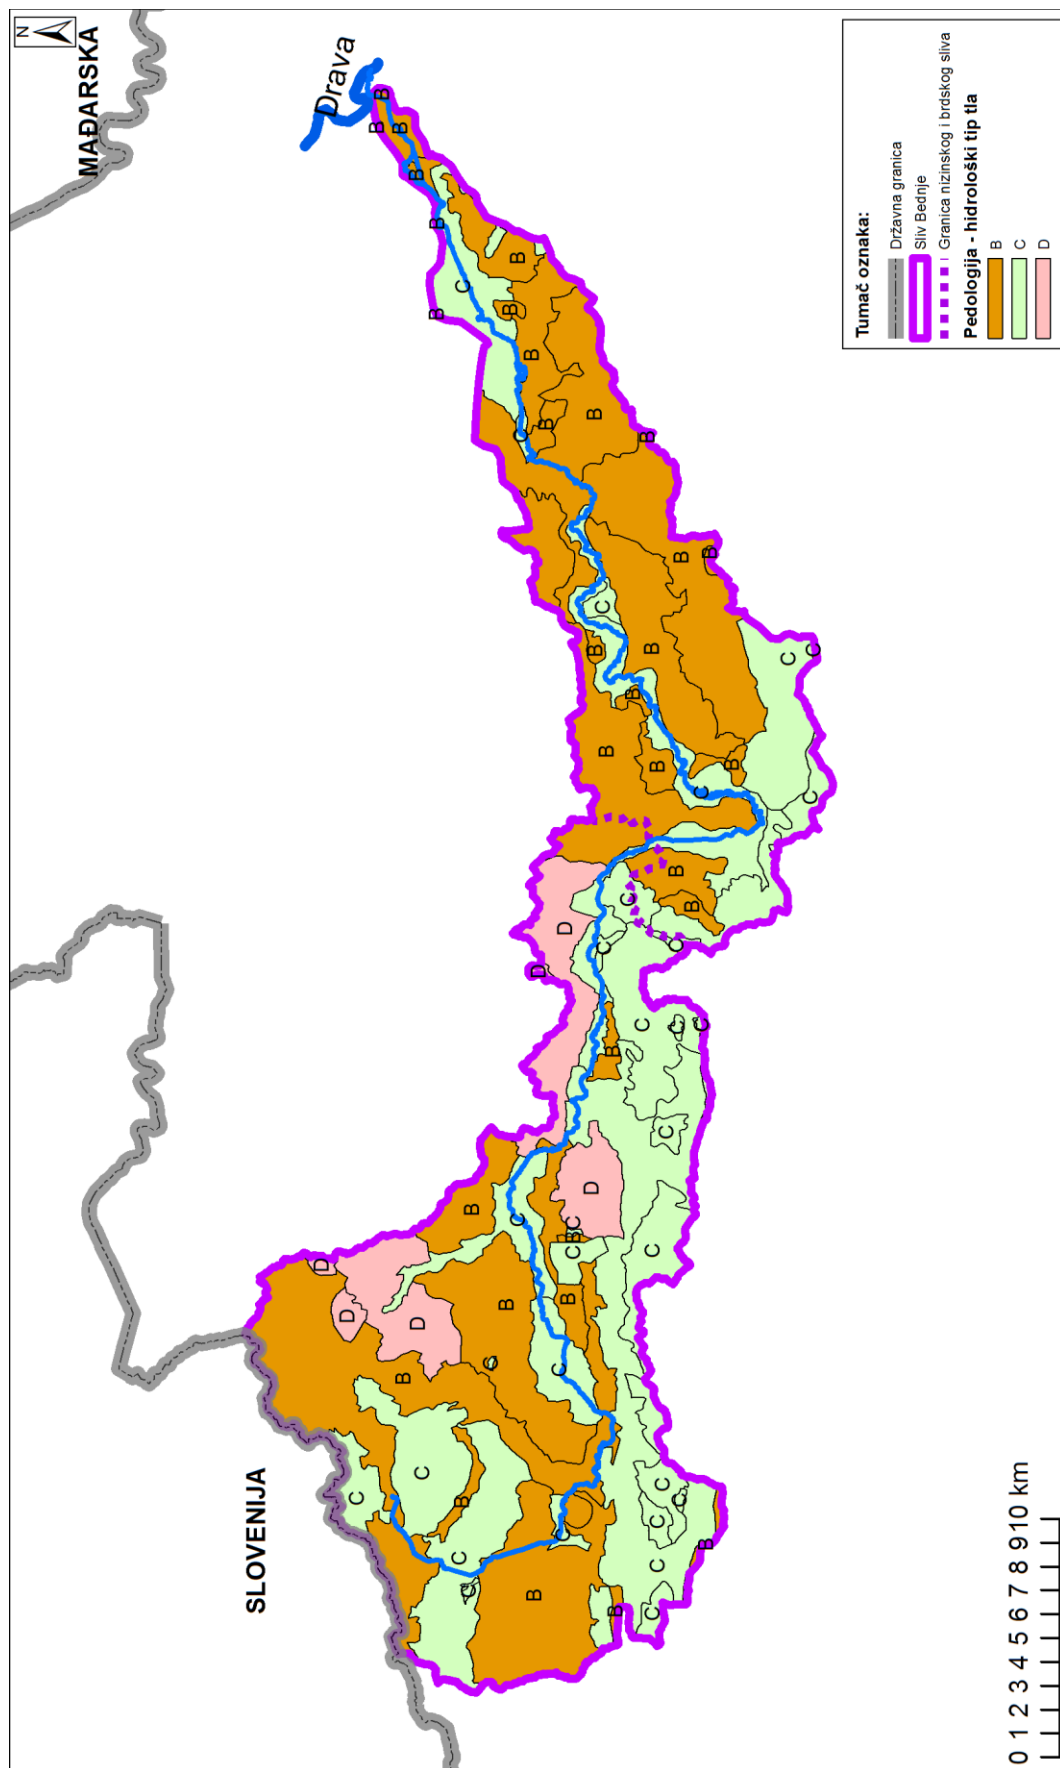 N
MAĐARSKA
Drava
SLOVENIJA
D
D
C
B
B
B
B
B
D
C
B
B
C
B
C
C
B
C
B
B
B
C
C
B
B
D
B
C
C
D
B
C
B
C
D
B
B
C
C
B
B
B
C
B
C
B
B
C
C
B
C
C
C
C
B
C
C
C
B
B
C
C
B
B
B
C
C
C
Tumač oznaka:
Državna granica
Sliv Bednje
Granica nizinskog i brdskog sliva
Pedologija - hidrološki tip tla
B
C
D
0 1 2 3 4 5 6 7 8 9 10 km